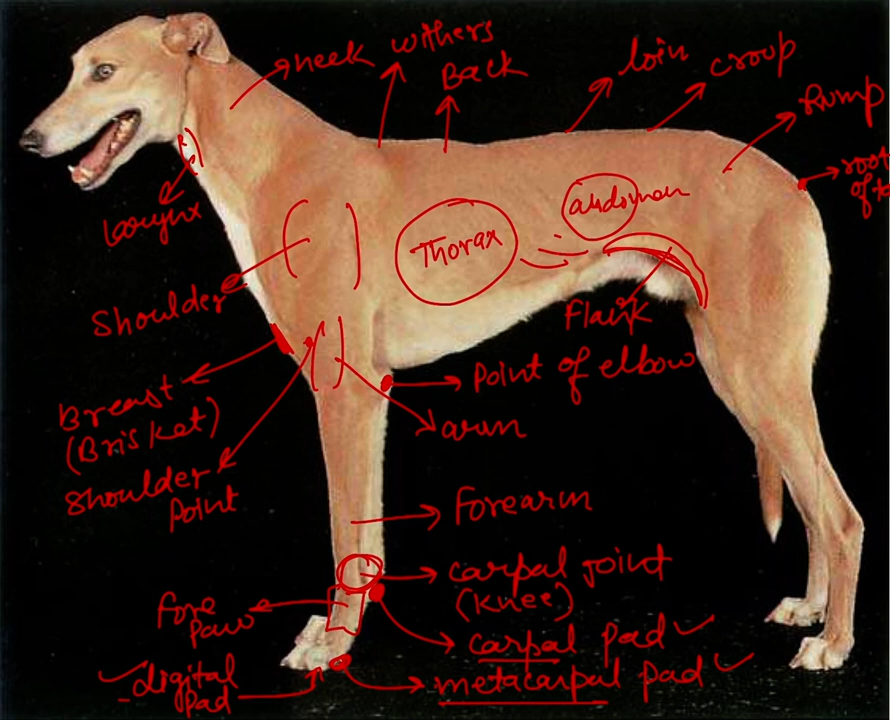 neck
withers
Back
loin
croup
Rump
root
of
larynx
Thorax
abdomen
Shoulder
Flank
Breast
(Brisket)
Point of elbow
arm
Shoulder
Point
Forearm
carpal joint
(Knee)
Fore
Paw
carpal pad
digital
Pad
metacarpal pad